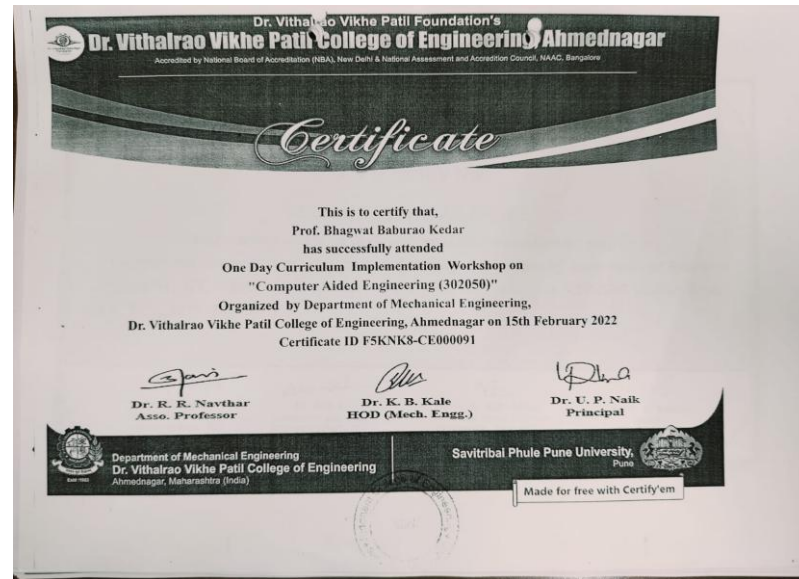 Dr. Vithalrao Vikhe Patil Foundation's
Dr. Vithalrao Vikhe Patil College of Engineering, Ahmednagar
Accredited by National Board of Accreditation (NBA), New Delhi & National Assessment and Accredition Council, NAAC, Bangalore
Certificate
This is to certify that,
Prof. Bhagwat Baburao Kedar
has successfully attended
One Day Curriculum Implementation Workshop on
"Computer Aided Engineering (302050)"
Organized by Department of Mechanical Engineering,
Dr. Vithalrao Vikhe Patil College of Engineering, Ahmednagar on 15th February 2022
Certificate ID F5KNK8-CE000091
Dr. R. R. Navthar
Asso. Professor
Dr. K. B. Kale
HOD (Mech. Engg.)
Dr. U. P. Naik
Principal
Department of Mechanical Engineering
Dr. Vithalrao Vikhe Patil College of Engineering
Ahmednagar, Maharashtra (India)
Savitribai Phule Pune University,
Pune
Made for free with Certify'em